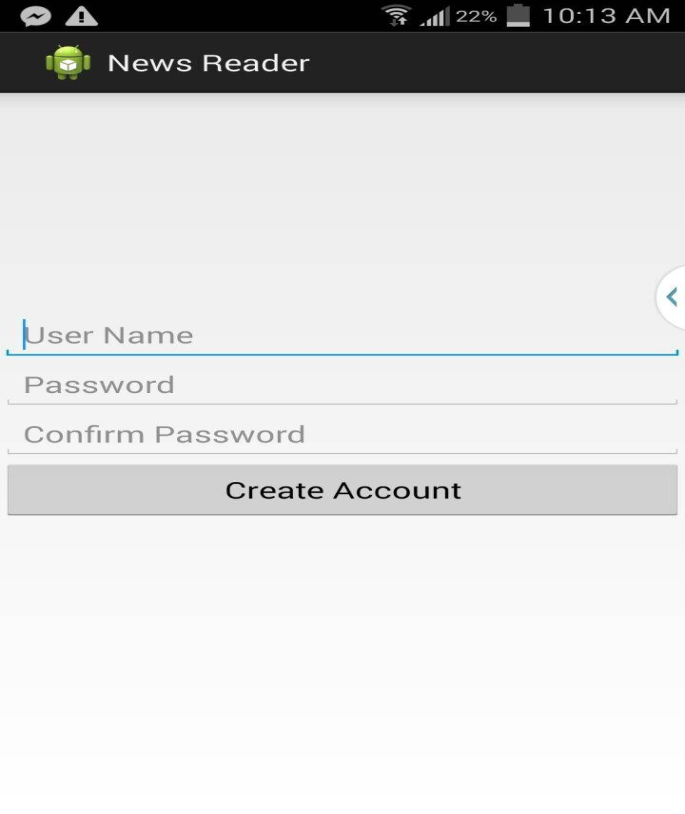 22% 10:13 AM
News Reader
User Name
Password
Confirm Password
Create Account